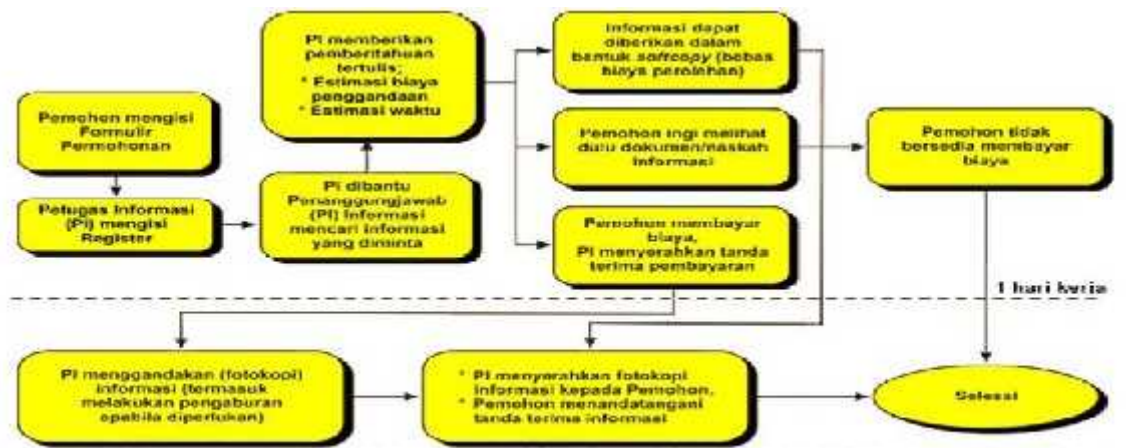 Pemohon mengisi
Formulir
Permohonan
Petugas Informasi
(PI) mengisi
Register
PI memberikan
pemberitahuan
tertulis;
* Estimasi biaya
penggandaan
* Estimasi waktu
PI dibantu
Penanggungjawab
(PI) Informasi
mencari informasi
yang diminta
Informasi dapat
diberikan dalam
bentuk softcopy (bebas
biaya perolehan)
Pemohon ingi melihat
dulu dokumen/naskah
Informasi
Pemohon membayar
biaya,
PI menyerahkan tanda
terima pembayaran
Pemohon tidak
bersedia membayar
biaya
1 hari kerja
PI menggandakan (fotokopi)
informasi (termasuk
melakukan pengaburan
apabila diperlukan)
* PI menyerahkan fotokopi
informasi kepada Pemohon,
* Pemohon menandatangani
tanda terima informasi
Selesai